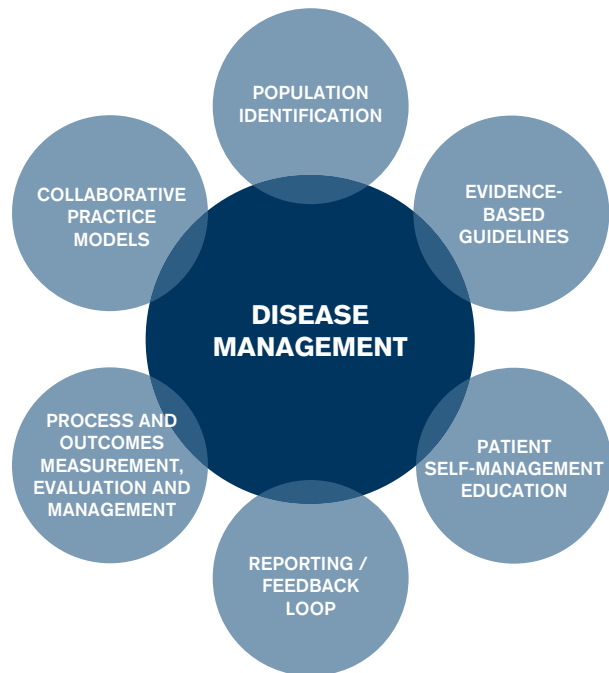 POPULATION
IDENTIFICATION
COLLABORATIVE
PRACTICE
MODELS
EVIDENCE-
BASED
GUIDELINES
DISEASE
MANAGEMENT
PROCESS AND
OUTCOMES
MEASUREMENT,
EVALUATION AND
MANAGEMENT
PATIENT
SELF-MANAGEMENT
EDUCATION
REPORTING /
FEEDBACK
LOOP